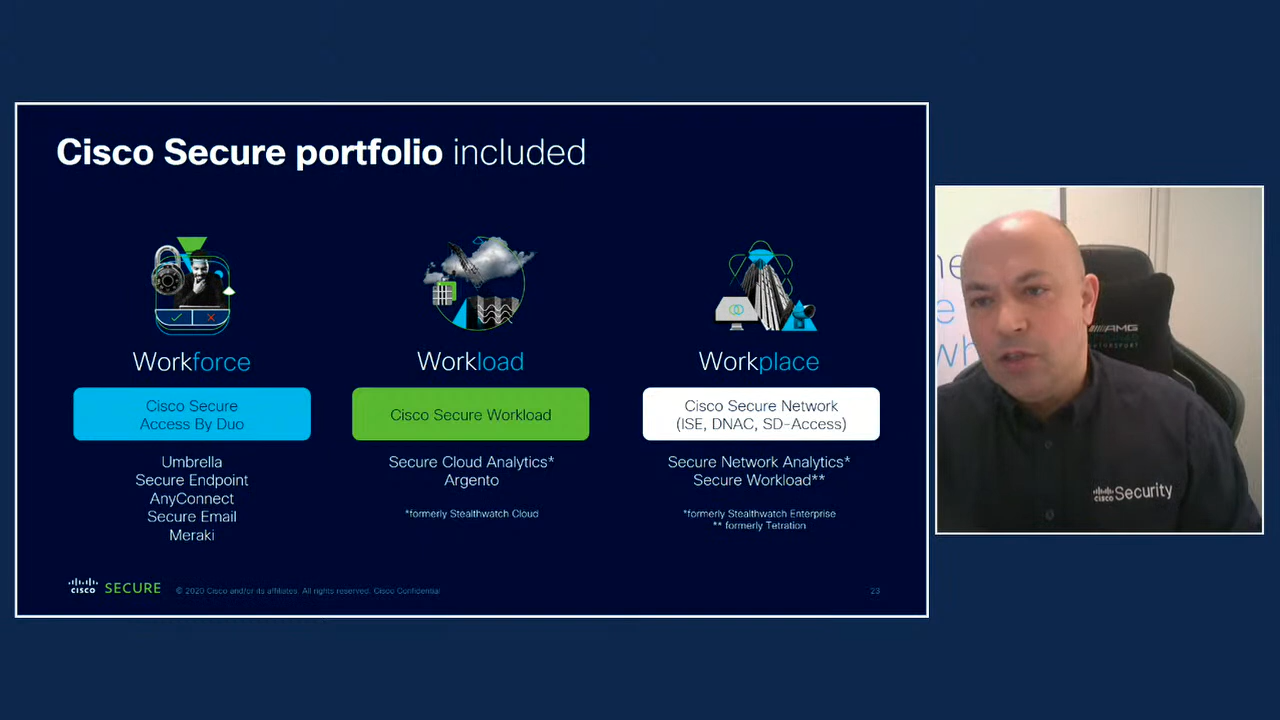 Cisco Secure portfolio included
Workforce
Cisco Secure
Access By Duo
Umbrella
Secure Endpoint
AnyConnect
Secure Email
Meraki
Workload
Cisco Secure Workload
Secure Cloud Analytics*
Argento
*formerly Stealthwatch Cloud
Workplace
Cisco Secure Network
(ISE, DNAC, SD-Access)
Secure Network Analytics*
Secure Workload**
*formerly Stealthwatch Enterprise
** formerly Tetration
cisco SECURE
© 2020 Cisco and/or its affiliates. All rights reserved. Cisco Confidential
23
AMG
cisco Security